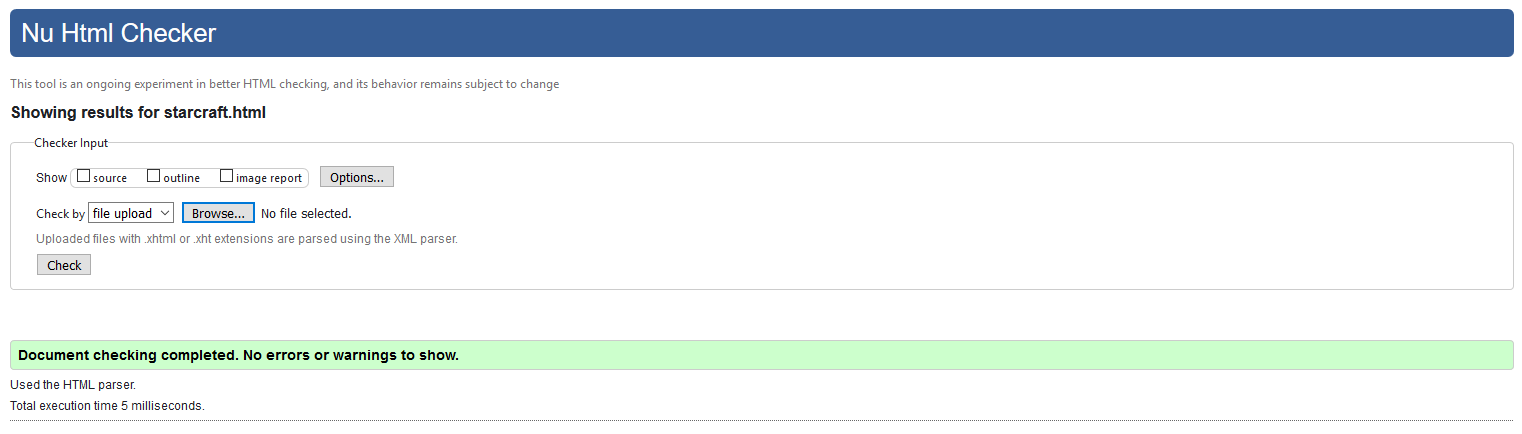 Nu Html Checker
This tool is an ongoing experiment in better HTML checking, and its behavior remains subject to change
Showing results for starcraft.html
Checker Input
Show source outline image report Options...
Check by file upload Browse... No file selected.
Uploaded files with .xhtml or .xht extensions are parsed using the XML parser.
Check
Document checking completed. No errors or warnings to show.
Used the HTML parser.
Total execution time 5 milliseconds.